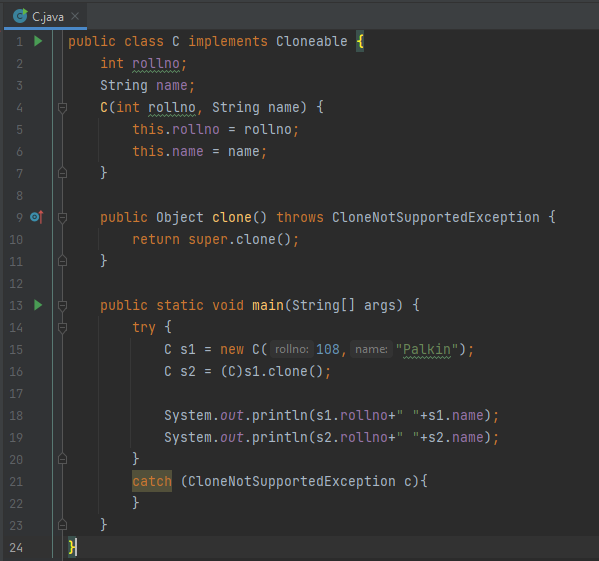 C.java
1 public class C implements Cloneable {
2 int rollno;
3 String name;
4 C(int rollno, String name) {
5 this.rollno = rollno;
6 this.name = name;
7 }
8
9 public Object clone() throws CloneNotSupportedException {
10 return super.clone();
11 }
12
13 public static void main(String[] args) {
14 try {
15 C s1 = new C( rollno: 108, name: "Palkin");
16 C s2 = (C)s1.clone();
17
18 System.out.println(s1.rollno+" "+s1.name);
19 System.out.println(s2.rollno+" "+s2.name);
20 }
21 catch (CloneNotSupportedException c){
22 }
23 }
24 }